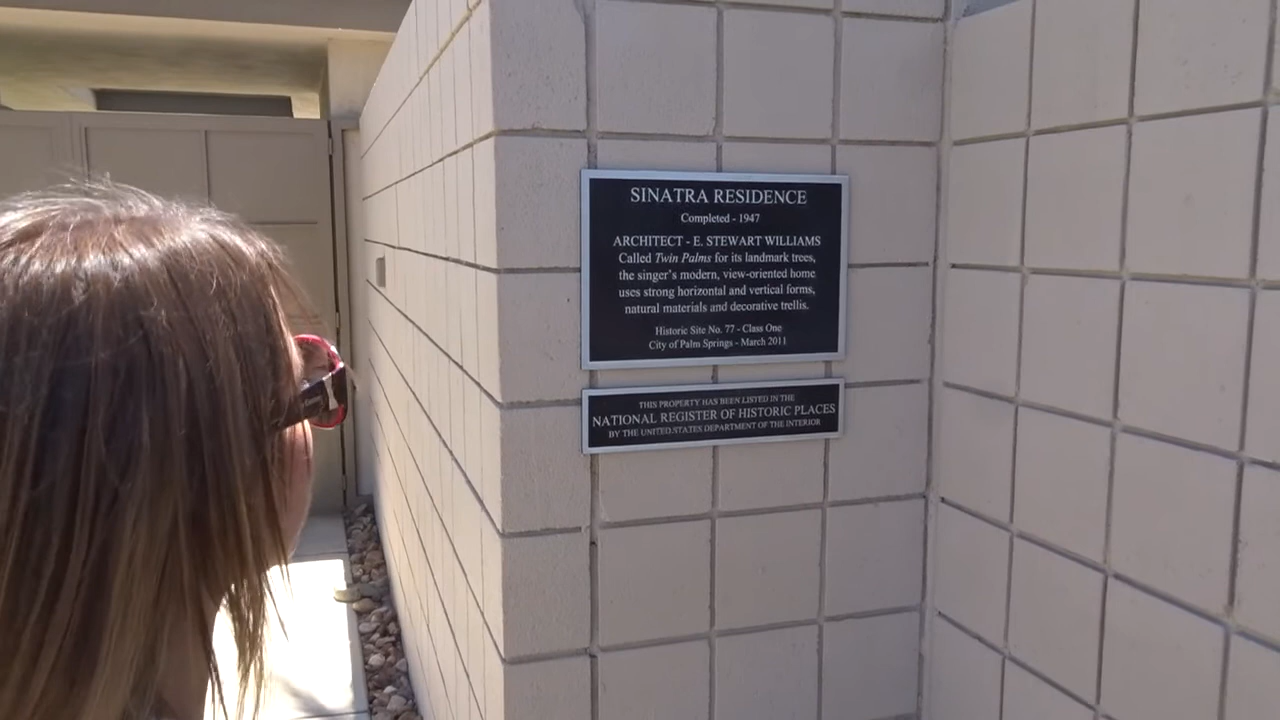 SINATRA RESIDENCE
Completed - 1947
ARCHITECT - E. STEWART WILLIAMS
Called Twin Palms for its landmark trees,
the singer's modern, view-oriented home
uses strong horizontal and vertical forms,
natural materials and decorative trellis.
Historic Site No. 77 - Class One
City of Palm Springs - March 2011
THIS PROPERTY HAS BEEN LISTED IN THE
NATIONAL REGISTER OF HISTORIC PLACES
BY THE UNITED STATES DEPARTMENT OF THE INTERIOR